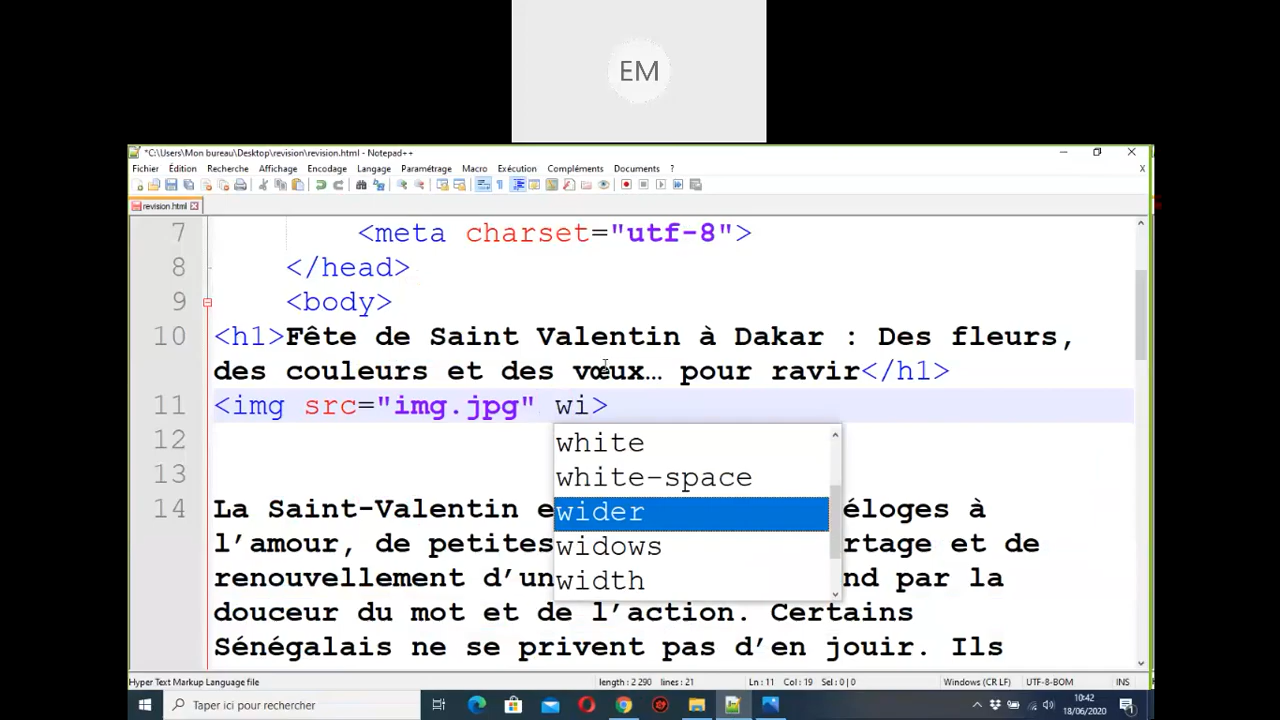 EM
*C:\Users\Mon bureau\Desktop\revision\revision.html - Notepad++
Fichier Édition Recherche Affichage Encodage Langage Paramétrage Macro Exécution Compléments Documents ? X
revision.html
7 <meta charset="utf-8">
8 </head>
9 <body>
10 <h1>Fête de Saint Valentin à Dakar : Des fleurs,
des couleurs et des vœux… pour ravir</h1>
11 <img src="img.jpg" wi>
12 white
white-space
13
14 La Saint-Valentin e wider éloges à
l’amour, de petites widows rtage et de
renouvellement d’un width nd par la
douceur du mot et de l’action. Certains
Sénégalais ne se privent pas d’en jouir. Ils
Hyper Text Markup Language file length : 2 290 lines : 21 Ln : 11 Col : 19 Sel : 0 | 0 Windows (CR LF) UTF-8-BOM INS
Taper ici pour rechercher
10:42
18/06/2020